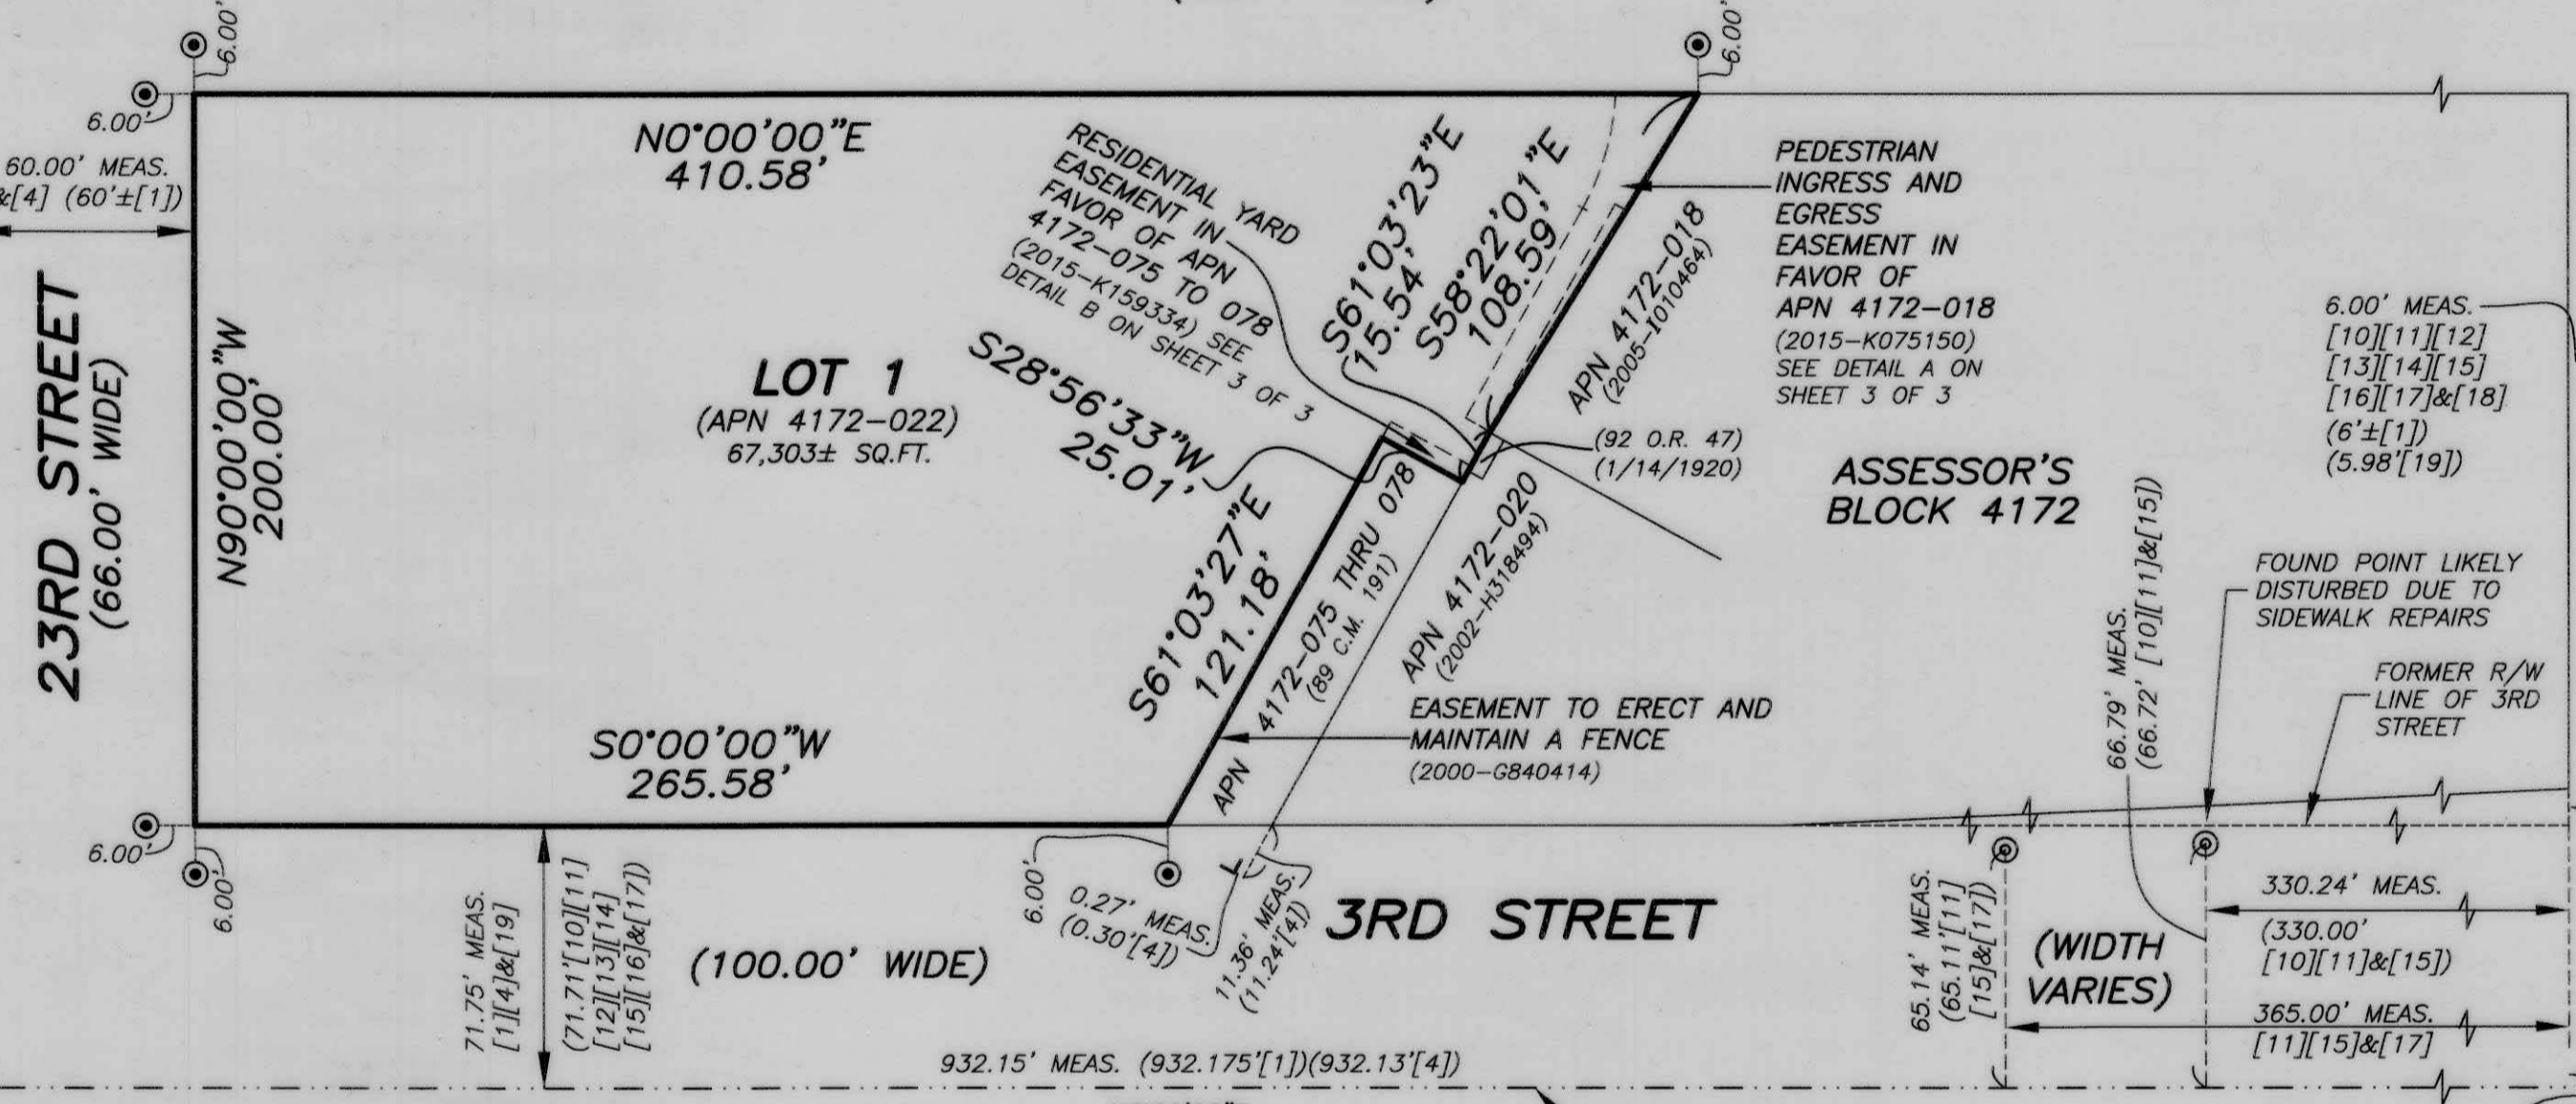 6.00'
6.00'
6.00'
60.00' MEAS.
&[4] (60'±[1])
23RD STREET
(66.00' WIDE)
N90°00'00"W
200.00'
N0°00'00"E
410.58'
LOT 1
(APN 4172-022)
67,303± SQ.FT.
RESIDENTIAL YARD
EASEMENT IN
FAVOR OF APN
4172-075 TO 078
(2015-K159334) SEE
DETAIL B ON SHEET 3 OF 3
S28°56'33"W
25.01'
S61°03'23"E
15.54'
S58°22'01"E
108.59'
S61°03'27"E
121.18'
APN 4172-075 THRU 078
(89 C.M. 191)
APN 4172-018
(2005-I010464)
APN 4172-020
(2002-H318494)
PEDESTRIAN
INGRESS AND
EGRESS
EASEMENT IN
FAVOR OF
APN 4172-018
(2015-K075150)
SEE DETAIL A ON
SHEET 3 OF 3
(92 O.R. 47)
(1/14/1920)
ASSESSOR'S
BLOCK 4172
6.00' MEAS.
[10][11][12]
[13][14][15]
[16][17]&[18]
(6'±[1])
(5.98'[19])
EASEMENT TO ERECT AND
MAINTAIN A FENCE
(2000-G840414)
FOUND POINT LIKELY
DISTURBED DUE TO
SIDEWALK REPAIRS
FORMER R/W
LINE OF 3RD
STREET
66.79' MEAS.
(66.72' [10][11]&[15])
S0°00'00"W
265.58'
6.00'
6.00'
71.75' MEAS.
[1][4]&[19]
(71.71'[10][11]
[12][13][14]
[15][16]&[17])
(100.00' WIDE)
6.00'
0.27' MEAS.
(0.30'[4])
11.36' MEAS.
(11.24'[4])
3RD STREET
65.14' MEAS.
(65.11'[11]
[15]&[17])
(WIDTH
VARIES)
330.24' MEAS.
(330.00'
[10][11]&[15])
365.00' MEAS.
[11][15]&[17]
932.15' MEAS. (932.175'[1])(932.13'[4])